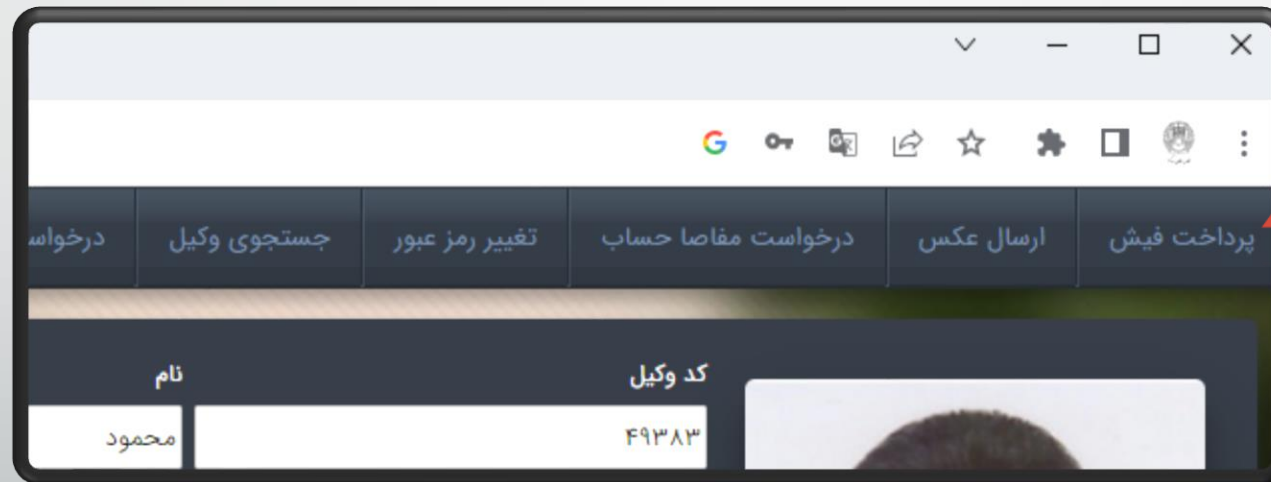 پرداخت فیش ارسال عکس درخواست مفاصا حساب تغییر رمز عبور جستجوی وکیل
کد وکیل نام
۴۹۳۸۳ محمود